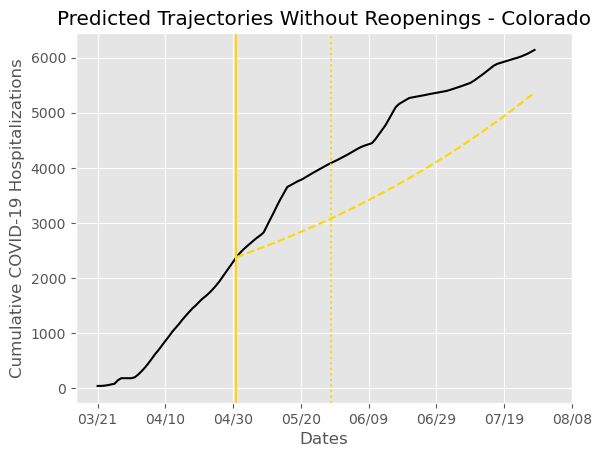 Predicted Trajectories Without Reopenings - Colorado
Cumulative COVID-19 Hospitalizations
6000
5000
4000
3000
2000
1000
0
03/21 04/10 04/30 05/20 06/09 06/29 07/19 08/08
Dates